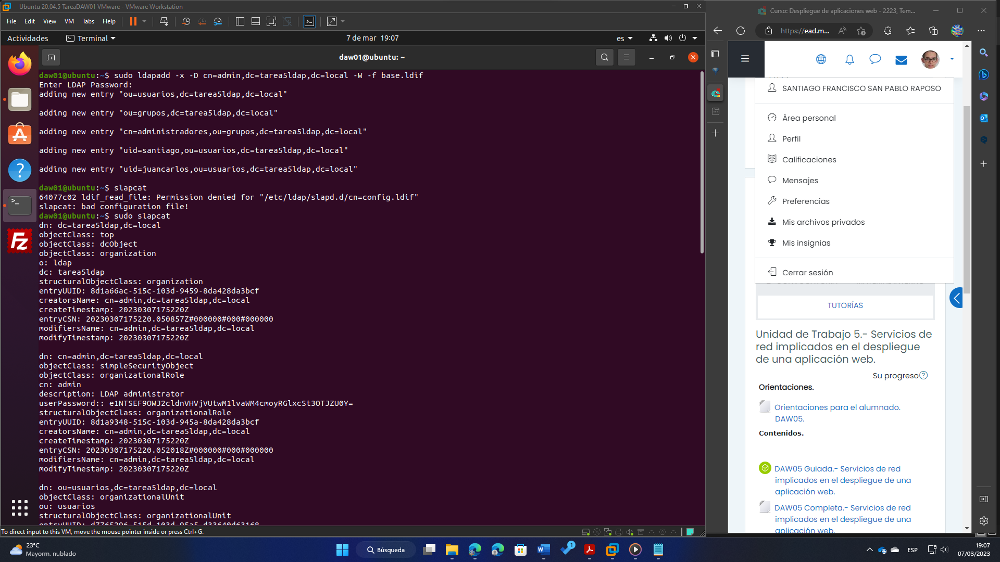 Ubuntu 20.04.5 TareaDAW01 VMware - VMware Workstation
File Edit View VM Tabs Help
Actividades
Terminal
7 de mar 19:07
es
daw01@ubuntu: ~
daw01@ubuntu:~$ sudo ldapadd -x -D cn=admin,dc=tarea5ldap,dc=local -W -f base.ldif
Enter LDAP Password:
adding new entry "ou=usuarios,dc=tarea5ldap,dc=local"
adding new entry "ou=grupos,dc=tarea5ldap,dc=local"
adding new entry "cn=administradores,ou=grupos,dc=tarea5ldap,dc=local"
adding new entry "uid=santiago,ou=usuarios,dc=tarea5ldap,dc=local"
adding new entry "uid=juancarlos,ou=usuarios,dc=tarea5ldap,dc=local"
daw01@ubuntu:~$ slapcat
64077c02 ldif_read_file: Permission denied for "/etc/ldap/slapd.d/cn=config.ldif"
slapcat: bad configuration file!
daw01@ubuntu:~$ sudo slapcat
dn: dc=tarea5ldap,dc=local
objectClass: top
objectClass: dcObject
objectClass: organization
o: ldap
dc: tarea5ldap
structuralObjectClass: organization
entryUUID: 8d1a66ac-515c-103d-9459-8da428da3bcf
creatorsName: cn=admin,dc=tarea5ldap,dc=local
createTimestamp: 20230307175220Z
entryCSN: 20230307175220.050857Z#000000#000#000000
modifiersName: cn=admin,dc=tarea5ldap,dc=local
modifyTimestamp: 20230307175220Z
dn: cn=admin,dc=tarea5ldap,dc=local
objectClass: simpleSecurityObject
objectClass: organizationalRole
cn: admin
description: LDAP administrator
userPassword:: e1NTSEF9OWJ2cldnVHVjVUtwM1lvaWM4cmoyRGlxcSt3OTJZU0Y=
structuralObjectClass: organizationalRole
entryUUID: 8d1a9348-515c-103d-945a-8da428da3bcf
creatorsName: cn=admin,dc=tarea5ldap,dc=local
createTimestamp: 20230307175220Z
entryCSN: 20230307175220.052018Z#000000#000#000000
modifiersName: cn=admin,dc=tarea5ldap,dc=local
modifyTimestamp: 20230307175220Z
dn: ou=usuarios,dc=tarea5ldap,dc=local
objectClass: organizationalUnit
ou: usuarios
structuralObjectClass: organizationalUnit
To direct input to this VM, move the mouse pointer inside or press Ctrl+G.
Curso: Despliegue de aplicaciones web - 2223, Tem...
https://ead.m...
SANTIAGO FRANCISCO SAN PABLO RAPOSO
Área personal
Perfil
Calificaciones
Mensajes
Preferencias
Mis archivos privados
Mis insignias
Cerrar sesión
TUTORÍAS
Unidad de Trabajo 5.- Servicios de
red implicados en el despliegue
de una aplicación web.
Su progreso
Orientaciones.
Orientaciones para el alumnado.
DAW05.
Contenidos.
DAW05 Guiada.- Servicios de red
implicados en el despliegue de una
aplicación web.
DAW05 Completa.- Servicios de red
implicados en el despliegue de una
aplicación web.
23°C
Mayorm. nublado
Búsqueda
1
ESP
19:07
07/03/2023